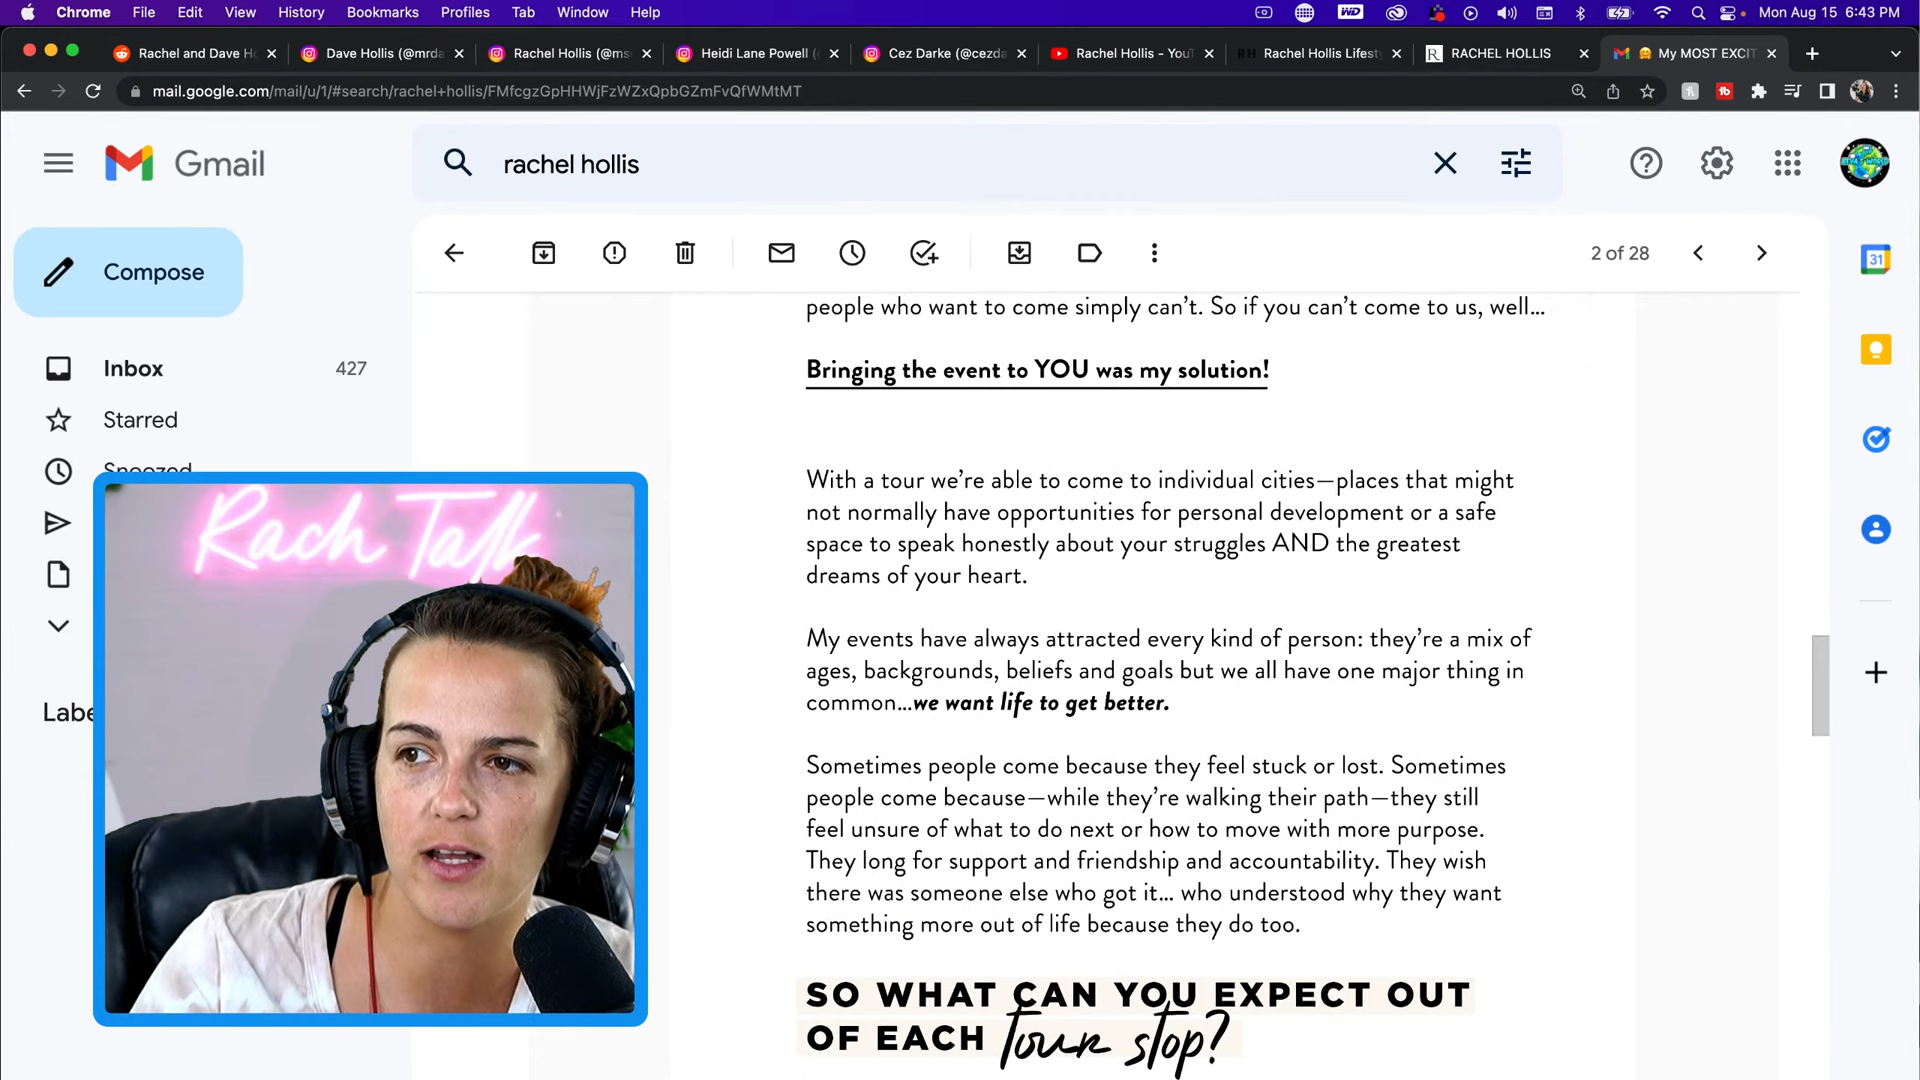 Chrome File Edit View History Bookmarks Profiles Tab Window Help
WD
Mon Aug 15 6:43 PM
Rachel and Dave Ho
Dave Hollis (@mrda
Rachel Hollis (@ms
Heidi Lane Powell (
Cez Darke (@cezda
Rachel Hollis - YouT
RH Rachel Hollis Lifest
R RACHEL HOLLIS
My MOST EXCIT
mail.google.com/mail/u/1/#search/rachel+hollis/FMfcgzGpHHWjFzWZxQpbGZmFvQfWMtMT
Gmail
rachel hollis
Compose
2 of 28
31
Inbox 427
Starred
Snoozed
Labe
people who want to come simply can’t. So if you can’t come to us, well…
Bringing the event to YOU was my solution!
With a tour we’re able to come to individual cities—places that might
not normally have opportunities for personal development or a safe
space to speak honestly about your struggles AND the greatest
dreams of your heart.
My events have always attracted every kind of person: they’re a mix of
ages, backgrounds, beliefs and goals but we all have one major thing in
common…we want life to get better.
Sometimes people come because they feel stuck or lost. Sometimes
people come because—while they’re walking their path—they still
feel unsure of what to do next or how to move with more purpose.
They long for support and friendship and accountability. They wish
there was someone else who got it… who understood why they want
something more out of life because they do too.
SO WHAT CAN YOU EXPECT OUT
OF EACH tour stop?
Rach Talk